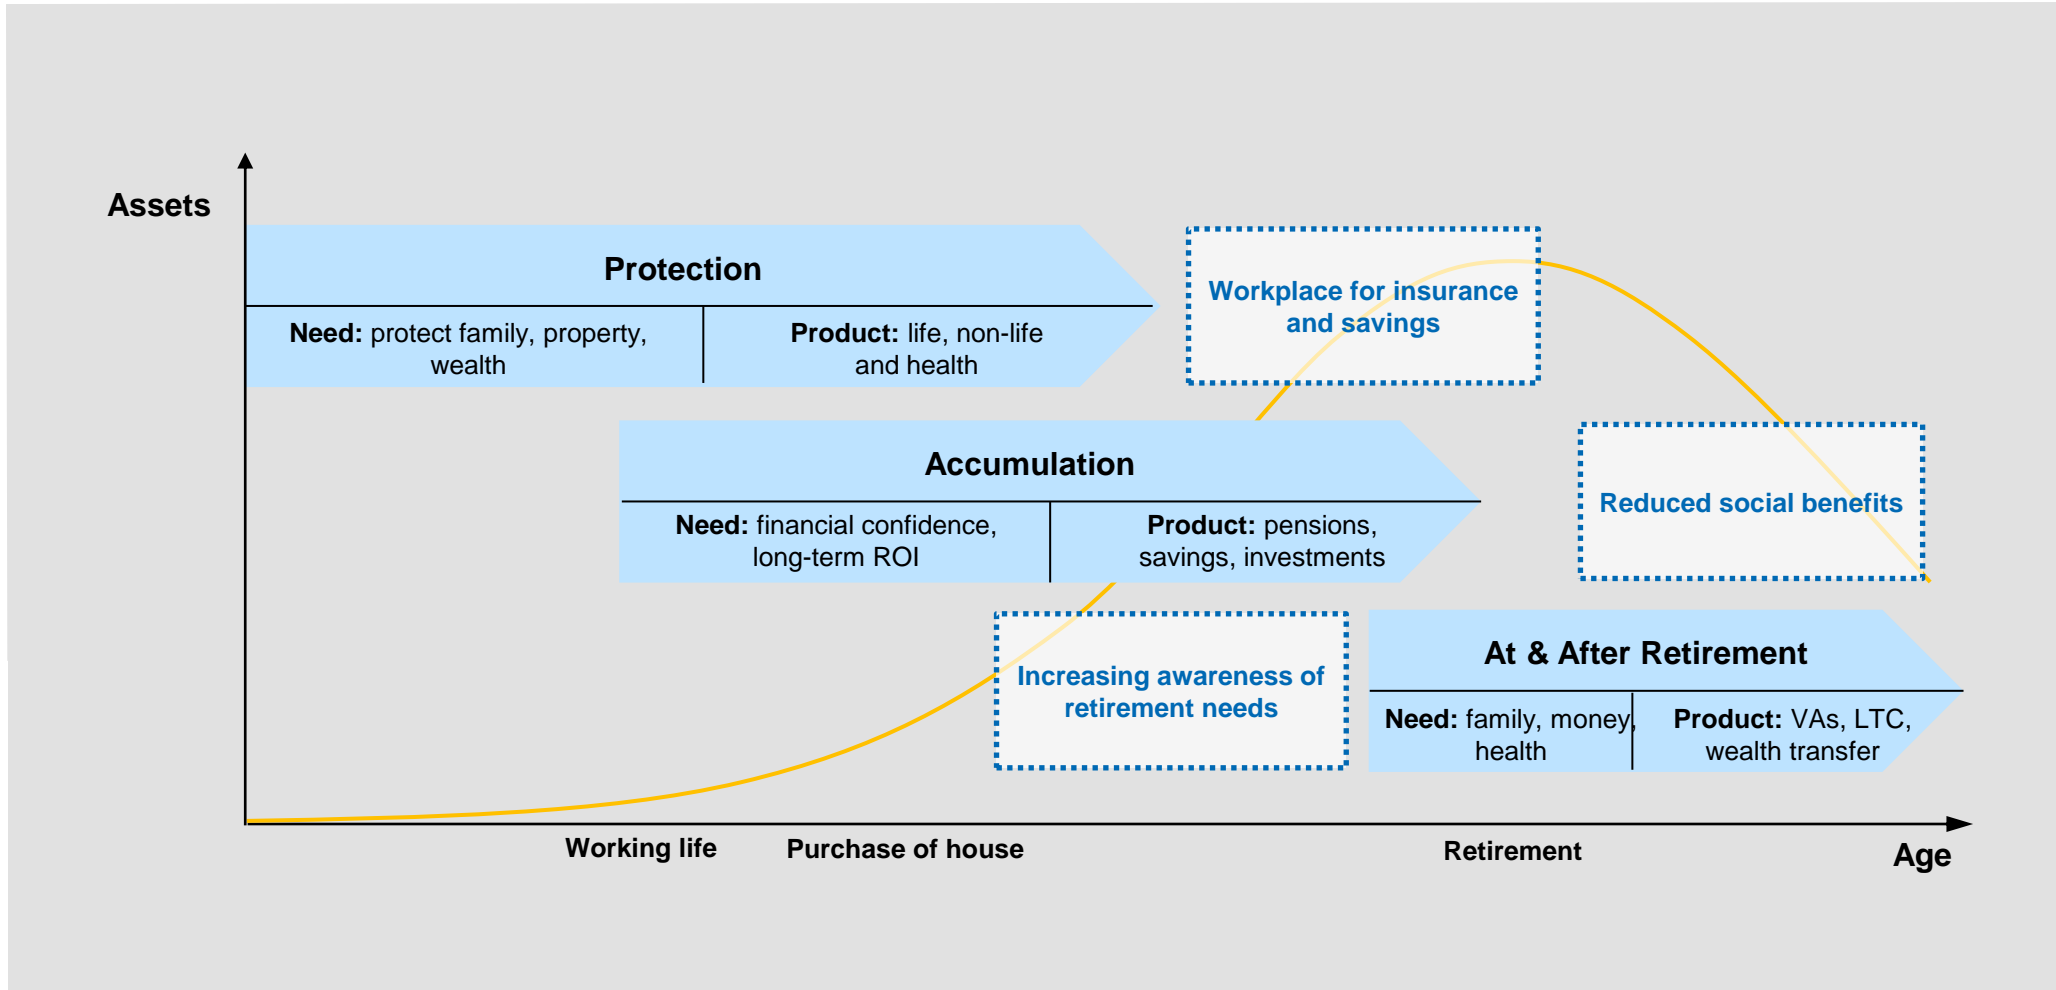 Assets
Protection
Need: protect family, property,
wealth
Product: life, non-life
and health
Workplace for insurance
and savings
Accumulation
Need: financial confidence,
long-term ROI
Product: pensions,
savings, investments
Reduced social benefits
Increasing awareness of
retirement needs
At & After Retirement
Need: family, money,
health
Product: VAs, LTC,
wealth transfer
Working life
Purchase of house
Retirement
Age